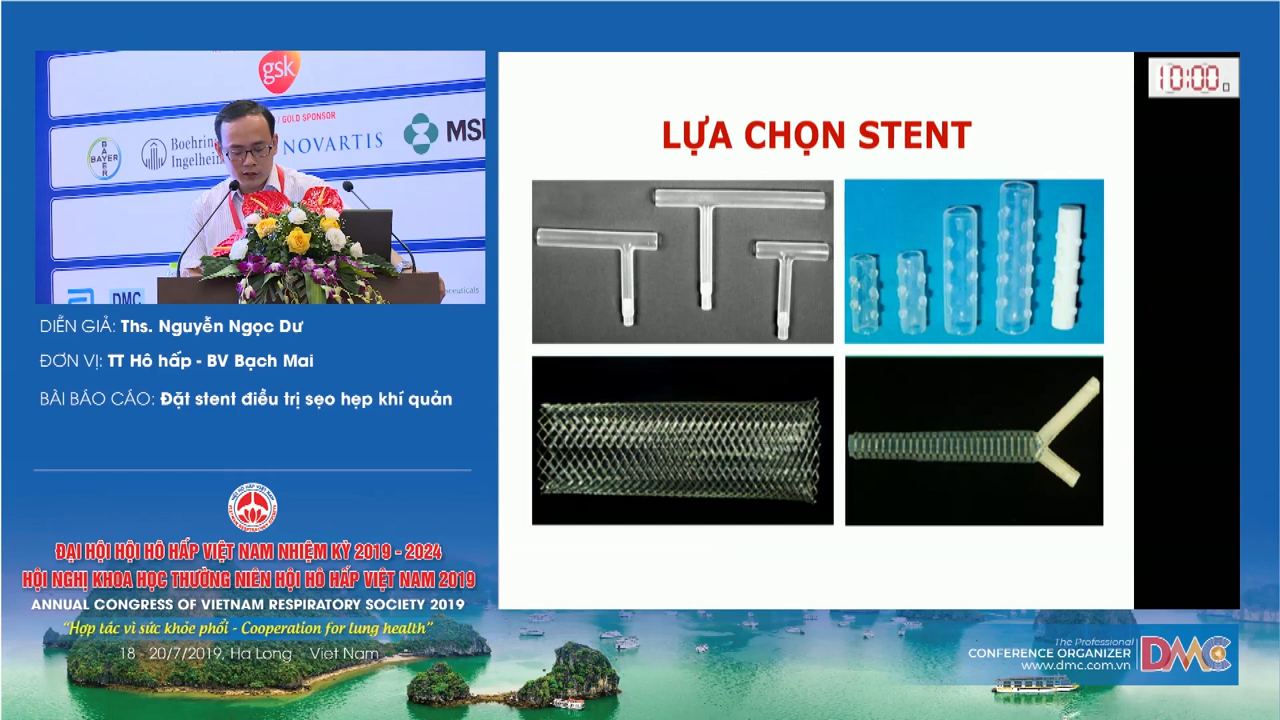 gsk
GOLD SPONSOR
BAYER
BAYER
Boehring
Ingelheim
NOVARTIS
MS
DMC
ceuticals
DIỄN GIẢ: Ths. Nguyễn Ngọc Dư
ĐƠN VỊ: TT Hô hấp - BV Bạch Mai
BÀI BÁO CÁO: Đặt stent điều trị sẹo hẹp khí quản
LỰA CHỌN STENT
10:00
ĐẠI HỘI HỘI HÔ HẤP VIỆT NAM NHIỆM KỲ 2019 - 2024
HỘI NGHỊ KHOA HỌC THƯỜNG NIÊN HỘI HÔ HẤP VIỆT NAM 2019
ANNUAL CONGRESS OF VIETNAM RESPIRATORY SOCIETY 2019
"Hợp tác vì sức khỏe phổi - Cooperation for lung health"
18 - 20/7/2019, Ha Long Viet Nam
The Professional
CONFERENCE ORGANIZER
www.dmc.com.vn
DMC